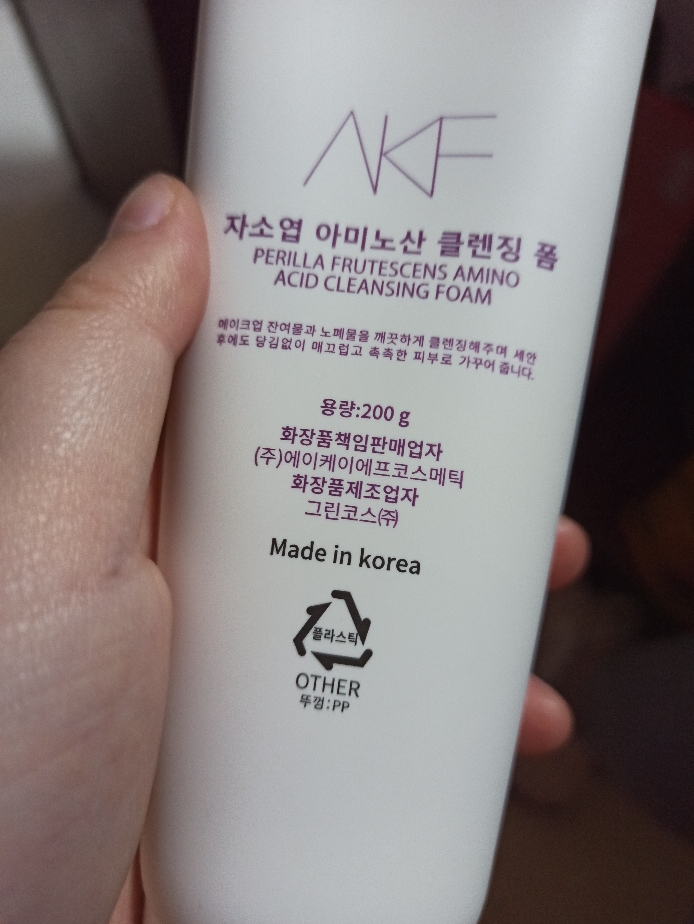 AKF
자소엽 아미노산 클렌징 폼
PERILLA FRUTESCENS AMINO
ACID CLEANSING FOAM
메이크업 잔여물과 노폐물을 깨끗하게 클렌징해주며 세안
후에도 당김없이 매끄럽고 촉촉한 피부로 가꾸어 줍니다.
용량:200 g
화장품책임판매업자
(주)에이케이에프코스메틱
화장품제조업자
그린코스㈜
Made in korea
플라스틱
OTHER
뚜껑:PP